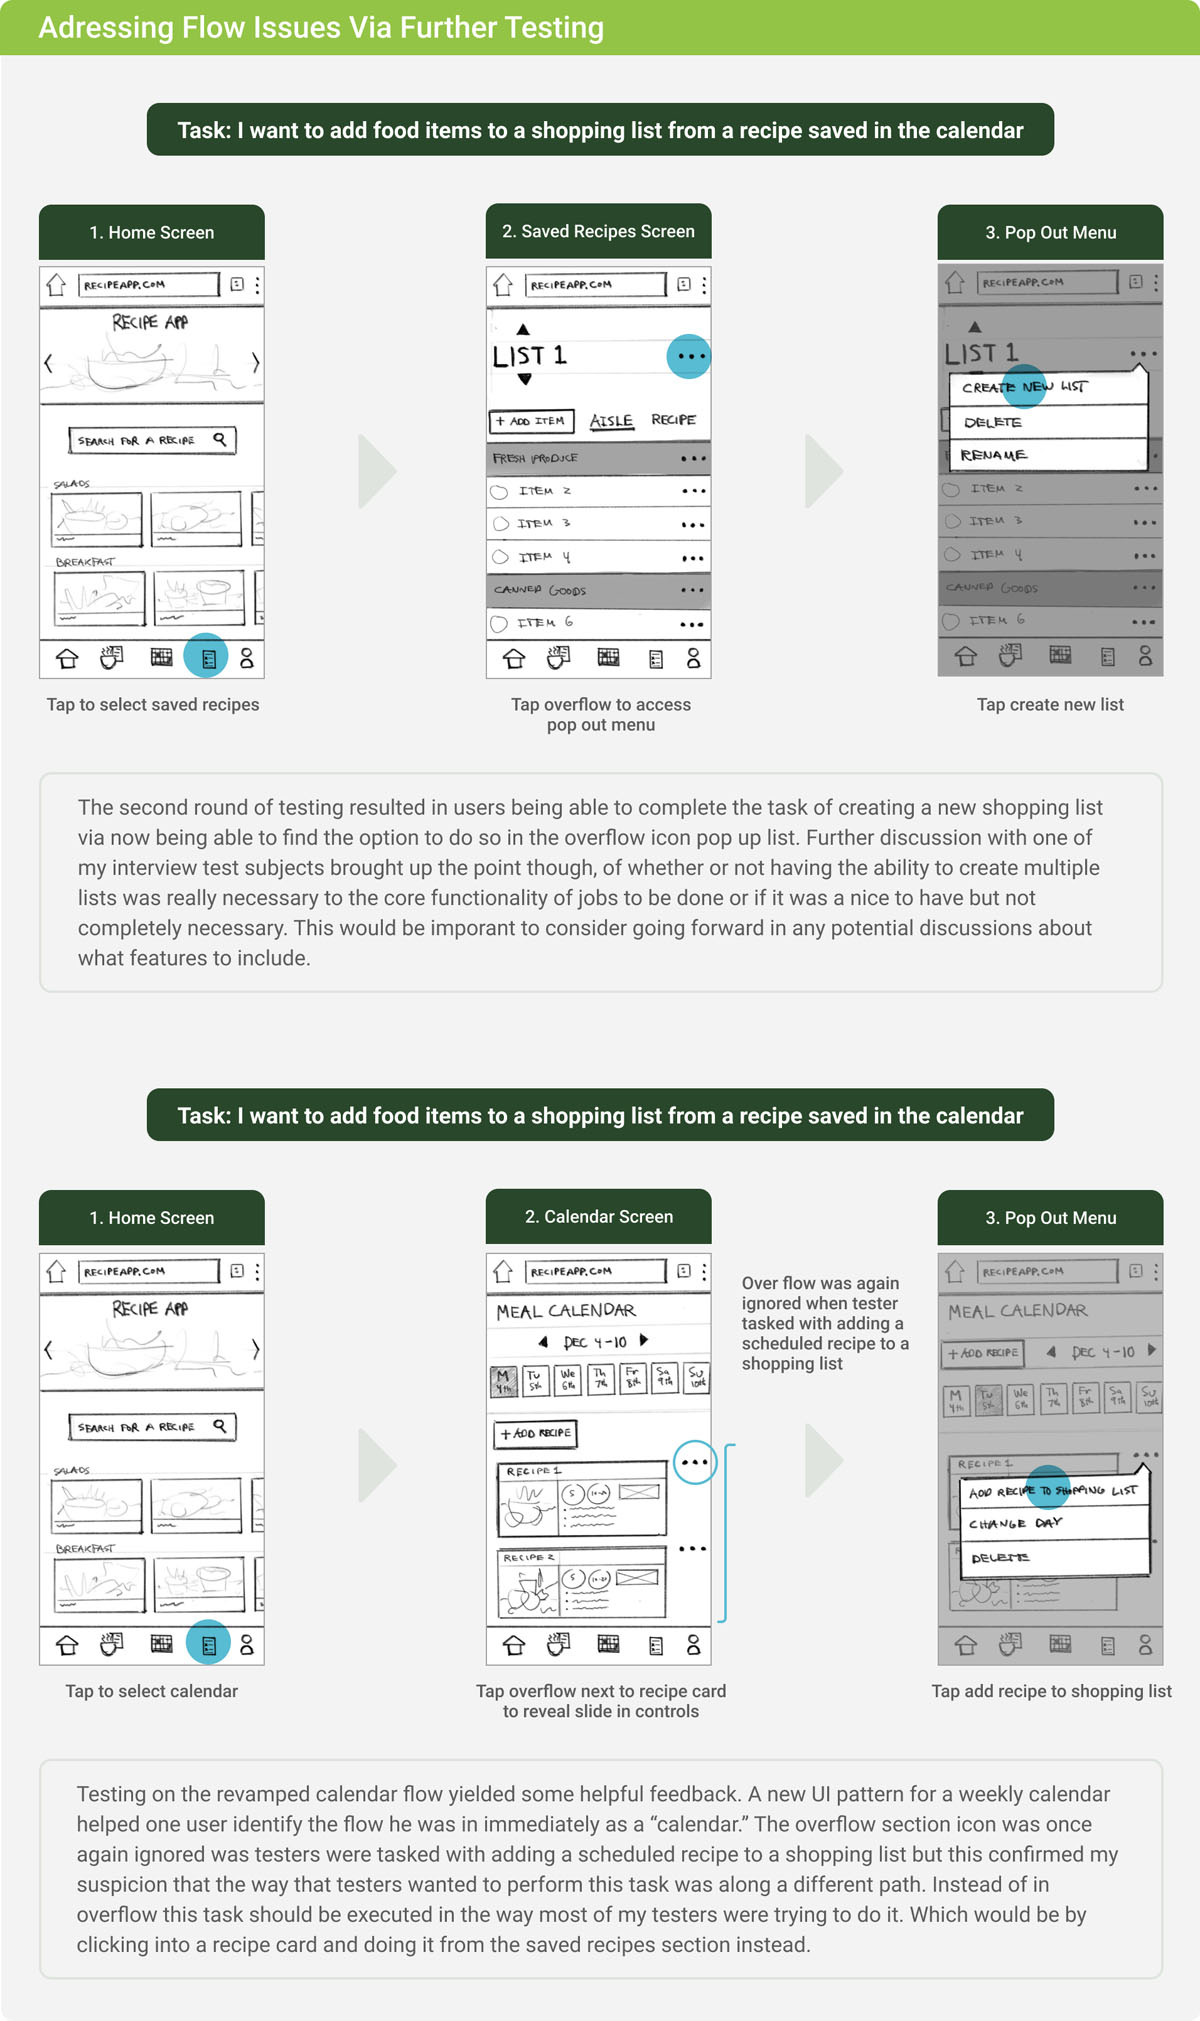 Adressing Flow Issues Via Further Testing
Task: I want to add food items to a shopping list from a recipe saved in the calendar
1. Home Screen
RECIPEAPP.COM
RECIPE APP
SEARCH FOR A RECIPE
SALADS
BREAKFAST
Tap to select saved recipes
2. Saved Recipes Screen
RECIPEAPP.COM
LIST 1
+ ADD ITEM AISLE RECIPE
FRESH PRODUCE
ITEM 2
ITEM 3
ITEM 4
CANNED GOODS
ITEM 6
Tap overflow to access
pop out menu
3. Pop Out Menu
RECIPEAPP.COM
LIST 1
CREATE NEW LIST
DELETE
RENAME
ITEM 2
ITEM 3
ITEM 4
CANNED GOODS
ITEM 6
Tap create new list
The second round of testing resulted in users being able to complete the task of creating a new shopping list
via now being able to find the option to do so in the overflow icon pop up list. Further discussion with one of
my interview test subjects brought up the point though, of whether or not having the ability to create multiple
lists was really necessary to the core functionality of jobs to be done or if it was a nice to have but not
completely necessary. This would be imporant to consider going forward in any potential discussions about
what features to include.
Task: I want to add food items to a shopping list from a recipe saved in the calendar
1. Home Screen
RECIPEAPP.COM
RECIPE APP
SEARCH FOR A RECIPE
SALADS
BREAKFAST
Tap to select calendar
2. Calendar Screen
RECIPEAPP.COM
MEAL CALENDAR
DEC 4-10
M Tu We Th Fr Sa Su
4th 5th 6th 7th 8th 9th 10th
+ ADD RECIPE
RECIPE 1
RECIPE 2
Tap overflow next to recipe card
to reveal slide in controls
Over flow was again
ignored when tester
tasked with adding a
scheduled recipe to a
shopping list
3. Pop Out Menu
RECIPEAPP.COM
MEAL CALENDAR
+ ADD RECIPE DEC 4-10
M Tu We Th Fr Sa Su
4th 5th 6th 7th 8th 9th 10th
RECIPE 1
ADD RECIPE TO SHOPPING LIST
CHANGE DAY
DELETE
Tap add recipe to shopping list
Testing on the revamped calendar flow yielded some helpful feedback. A new UI pattern for a weekly calendar
helped one user identify the flow he was in immediately as a “calendar.” The overflow section icon was once
again ignored was testers were tasked with adding a scheduled recipe to a shopping list but this confirmed my
suspicion that the way that testers wanted to perform this task was along a different path. Instead of in
overflow this task should be executed in the way most of my testers were trying to do it. Which would be by
clicking into a recipe card and doing it from the saved recipes section instead.